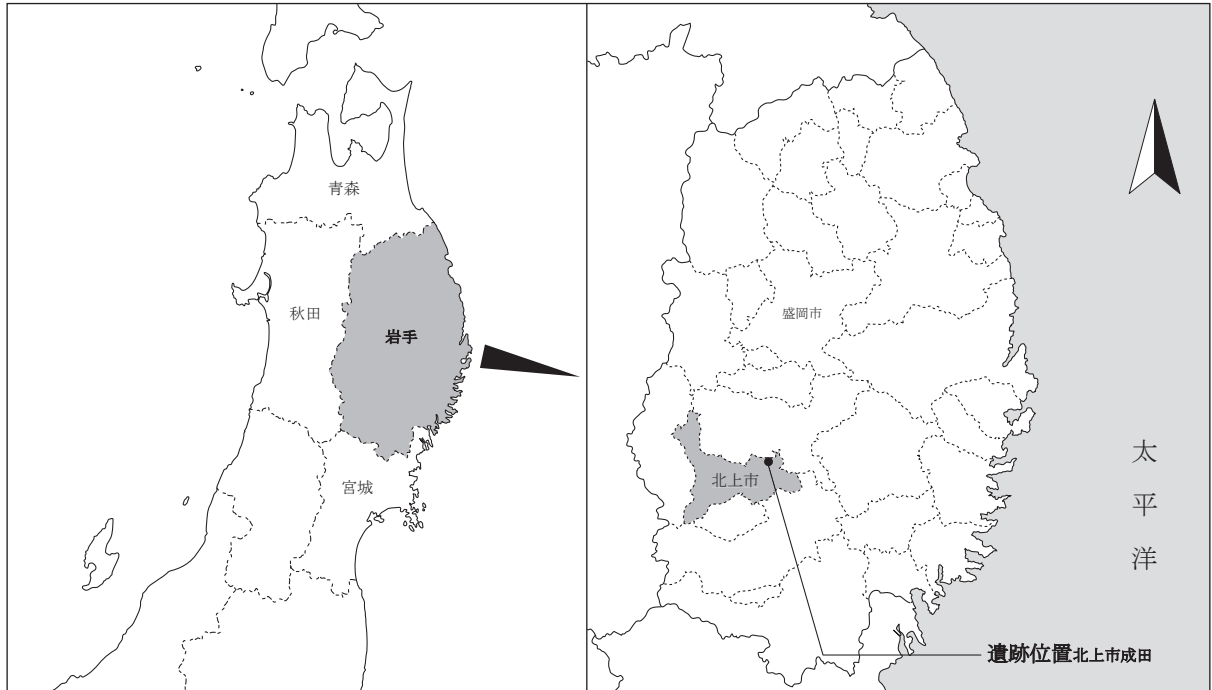 青森
秋田
岩手
宮城
盛岡市
北上市
太平洋
遺跡位置北上市成田